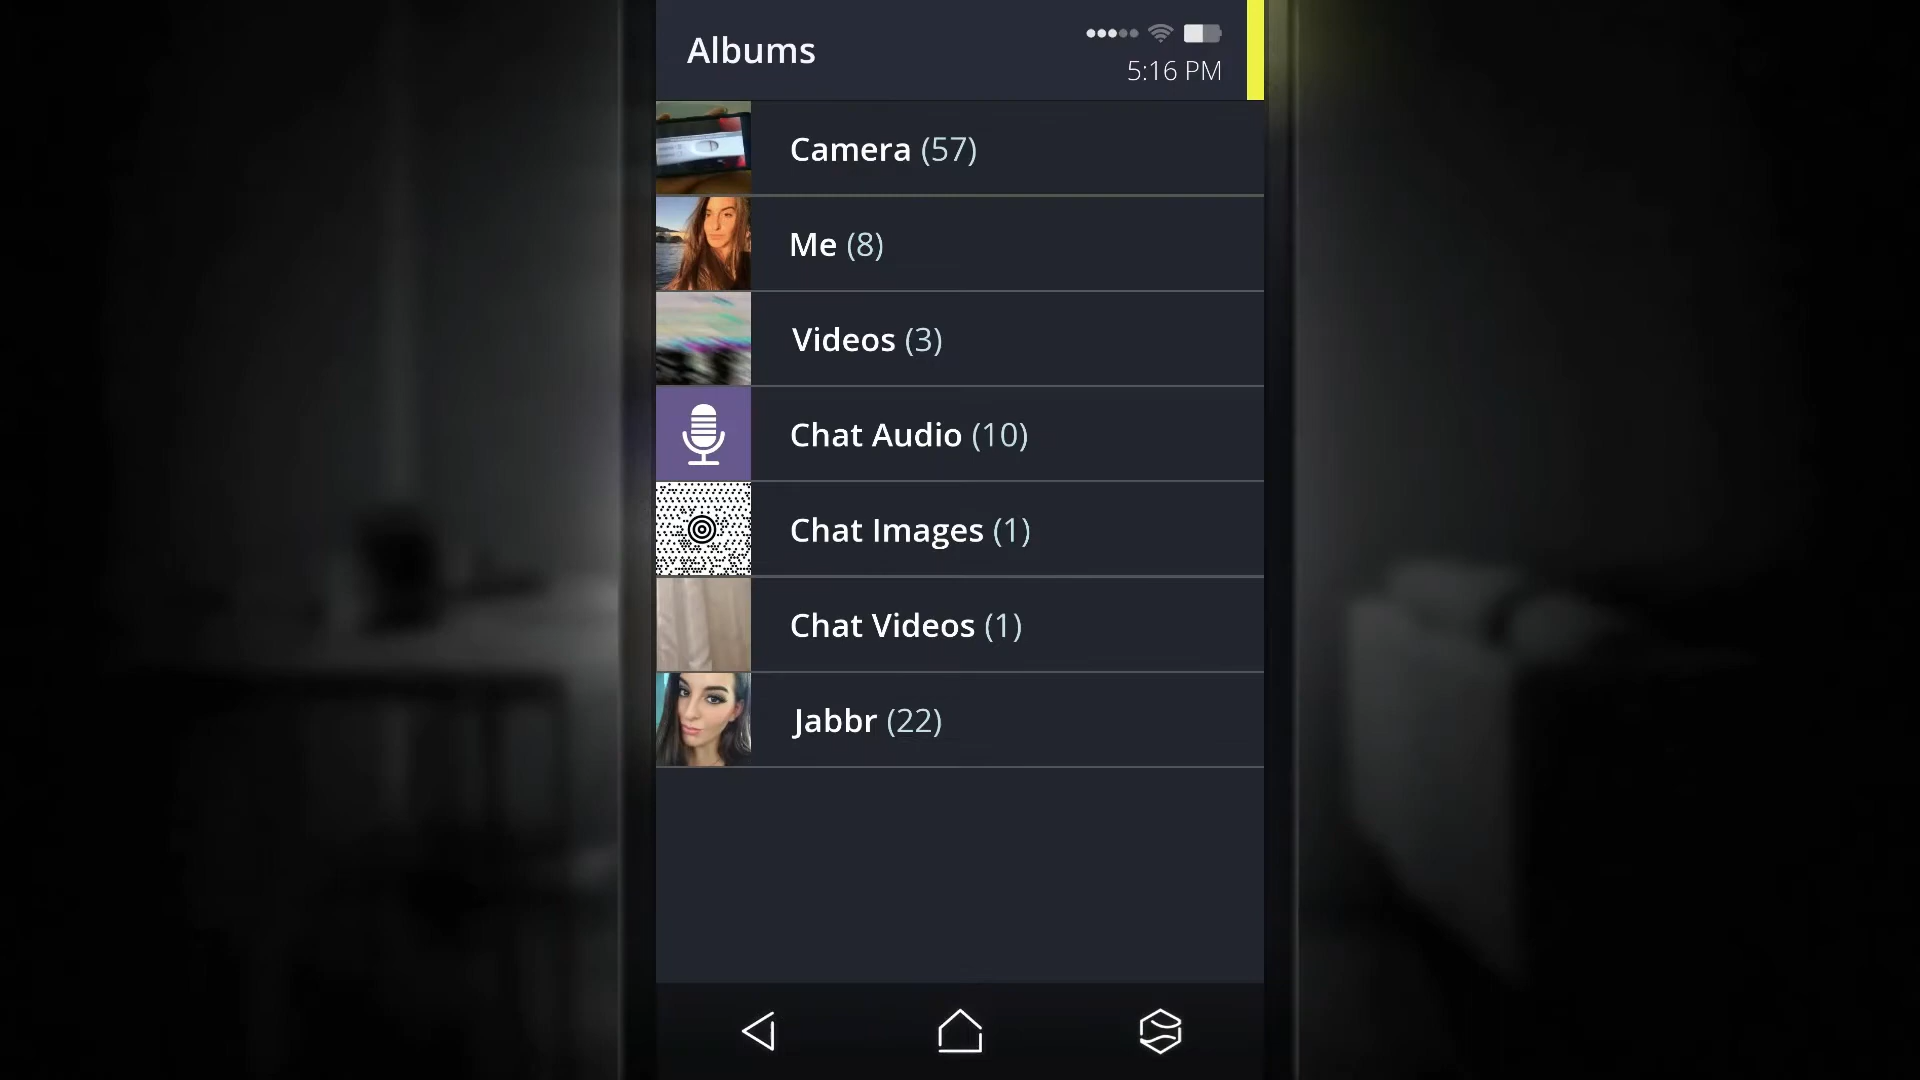 Albums
5:16 PM
Camera (57)
Me (8)
Videos (3)
Chat Audio (10)
Chat Images (1)
Chat Videos (1)
Jabbr (22)